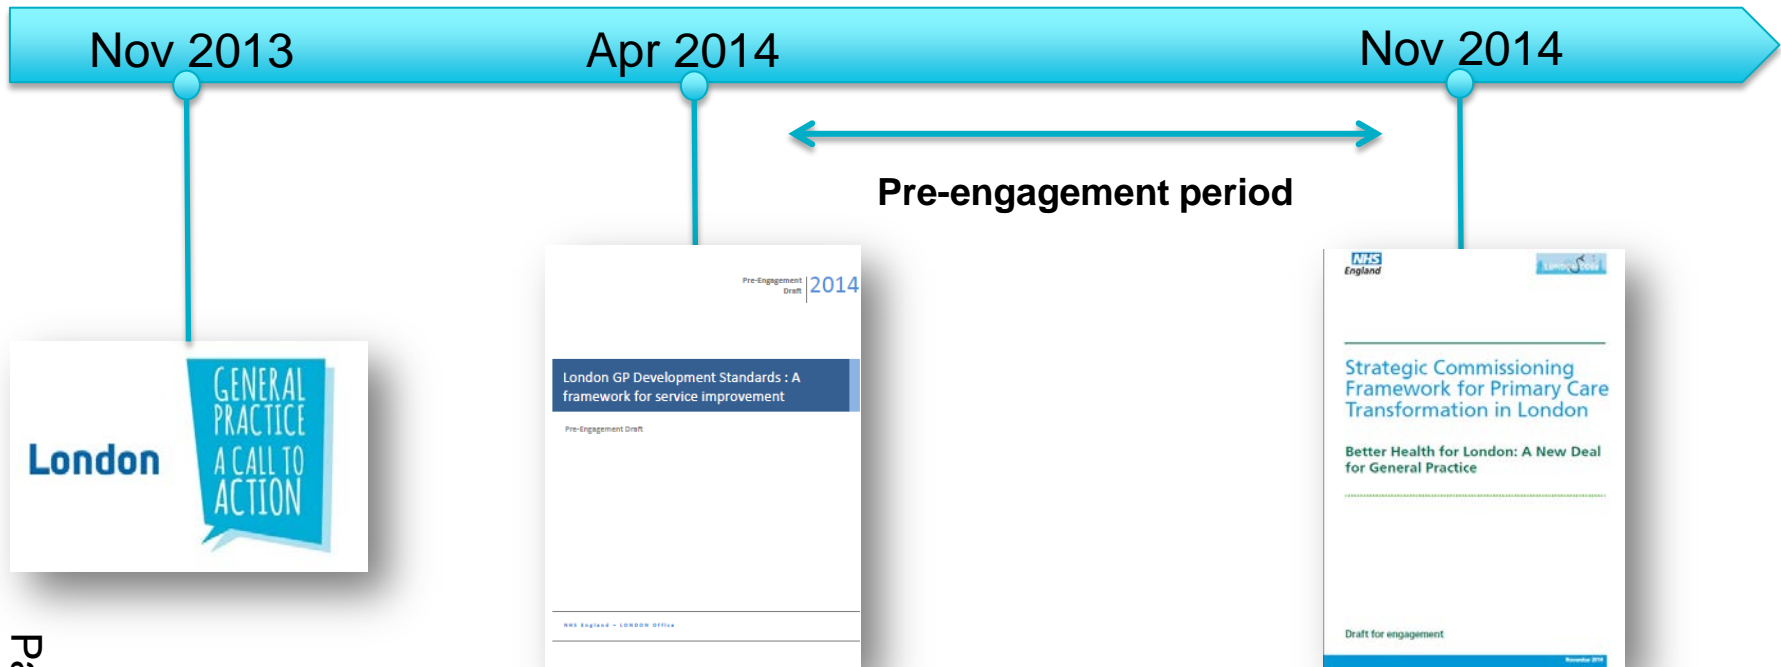 Nov 2013
Apr 2014
Nov 2014
Pre-engagement period
London
GENERAL
PRACTICE
A CALL TO
ACTION
Pre-Engagement
Draft
2014
London GP Development Standards : A
framework for service improvement
Pre-Engagement Draft
NHS England – LONDON Office
NHS
England
Strategic Commissioning
Framework for Primary Care
Transformation in London
Better Health for London: A New Deal
for General Practice
Draft for engagement
November 2014